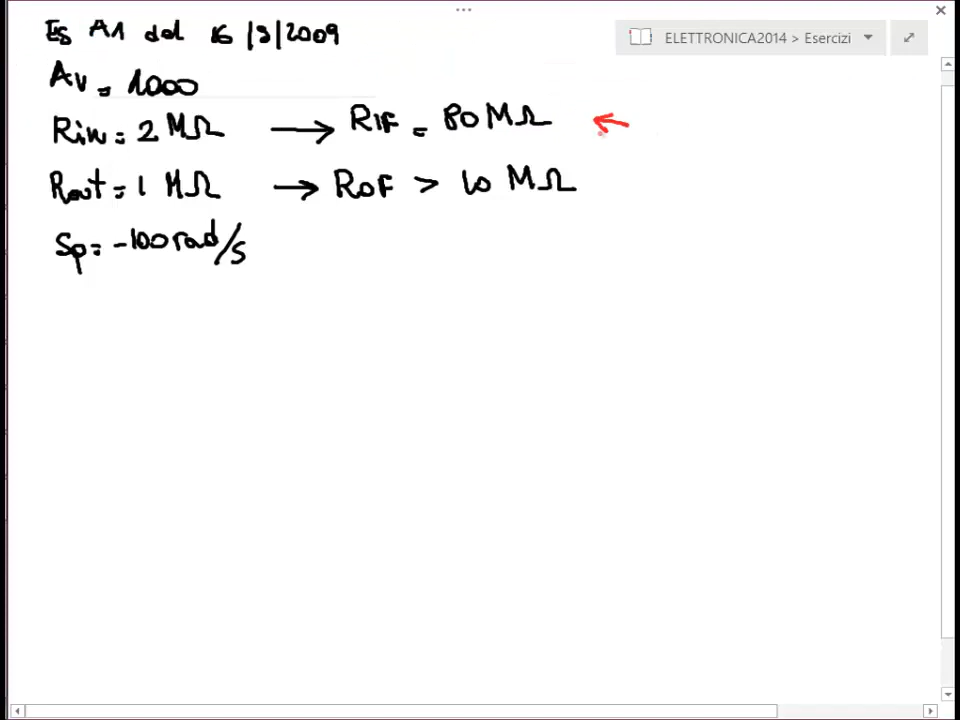 Es A1 del 16/9/2009
ELETTRONICA2014 > Esercizi
Av = 1000
Rin = 2 MΩ → RIF = 80 MΩ ←
Rout = 1 MΩ → ROF > 10 MΩ
Sp = -100 rad/s